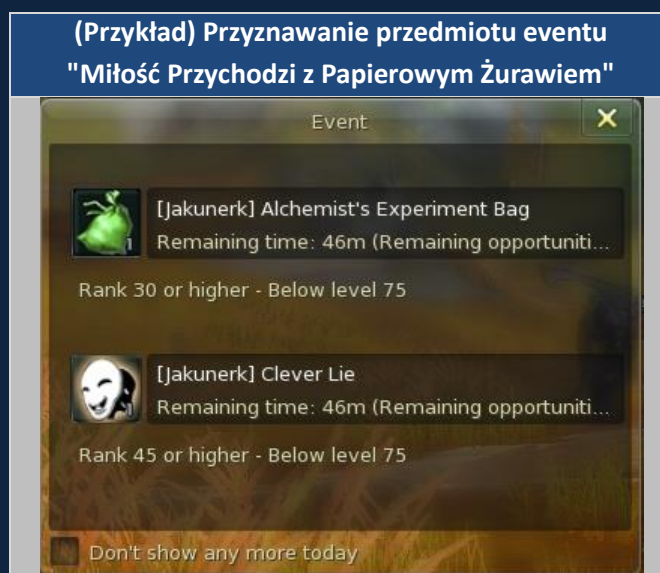 (Przykład) Przyznawanie przedmiotu eventu
"Miłość Przychodzi z Papierowym Żurawiem"
Event
[Jakunerk] Alchemist's Experiment Bag
Remaining time: 46m (Remaining opportuniti...
1
Rank 30 or higher - Below level 75
[Jakunerk] Clever Lie
Remaining time: 46m (Remaining opportuniti...
1
Rank 45 or higher - Below level 75
Don't show any more today